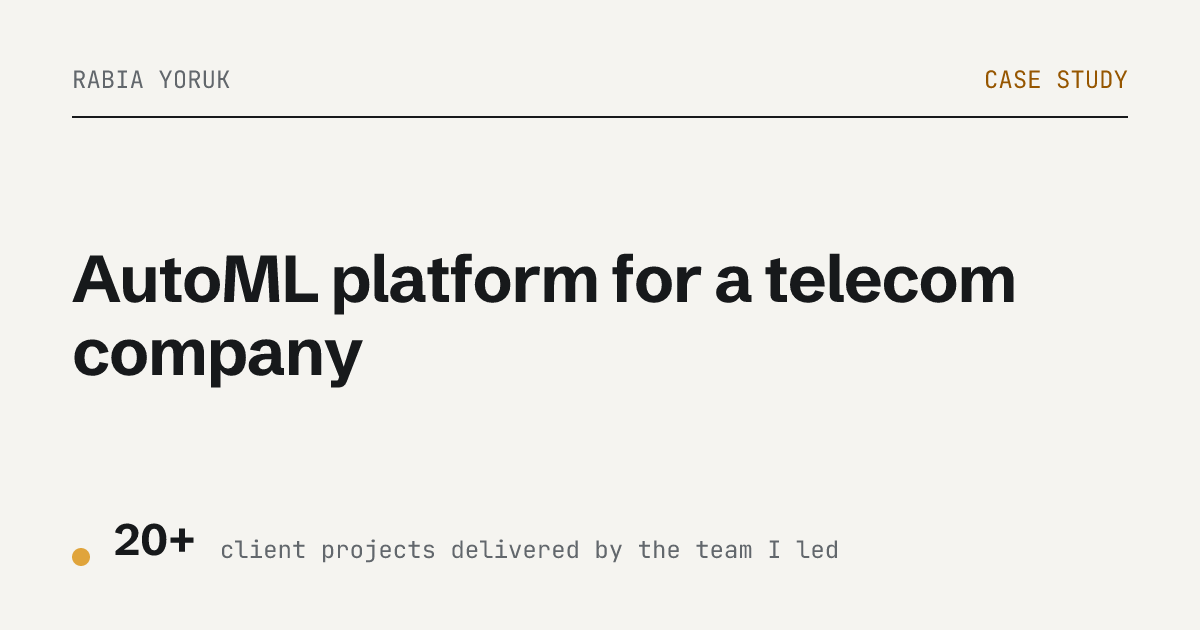 RABIA YORUK
CASE STUDY
AutoML platform for a telecom
company
20+ client projects delivered by the team I led